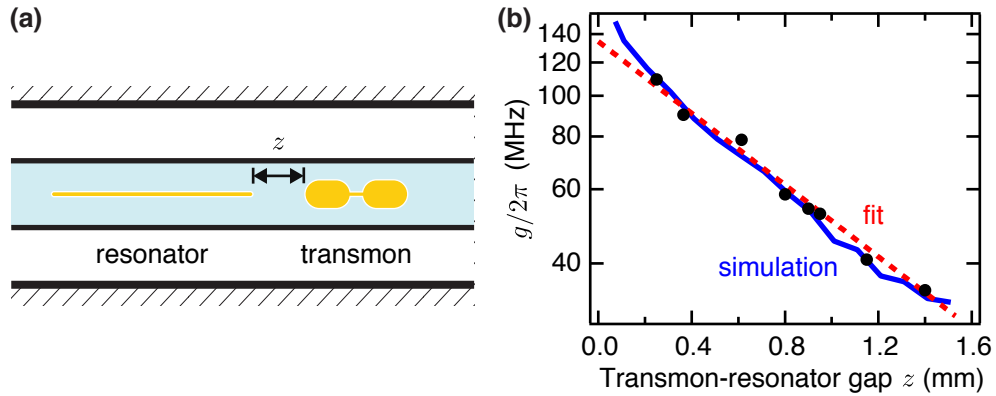 (a)
z
resonator
transmon
(b)
140
120
100
80
60
40
g/2π (MHz)
fit
simulation
0.0
0.4
0.8
1.2
1.6
Transmon-resonator gap z (mm)